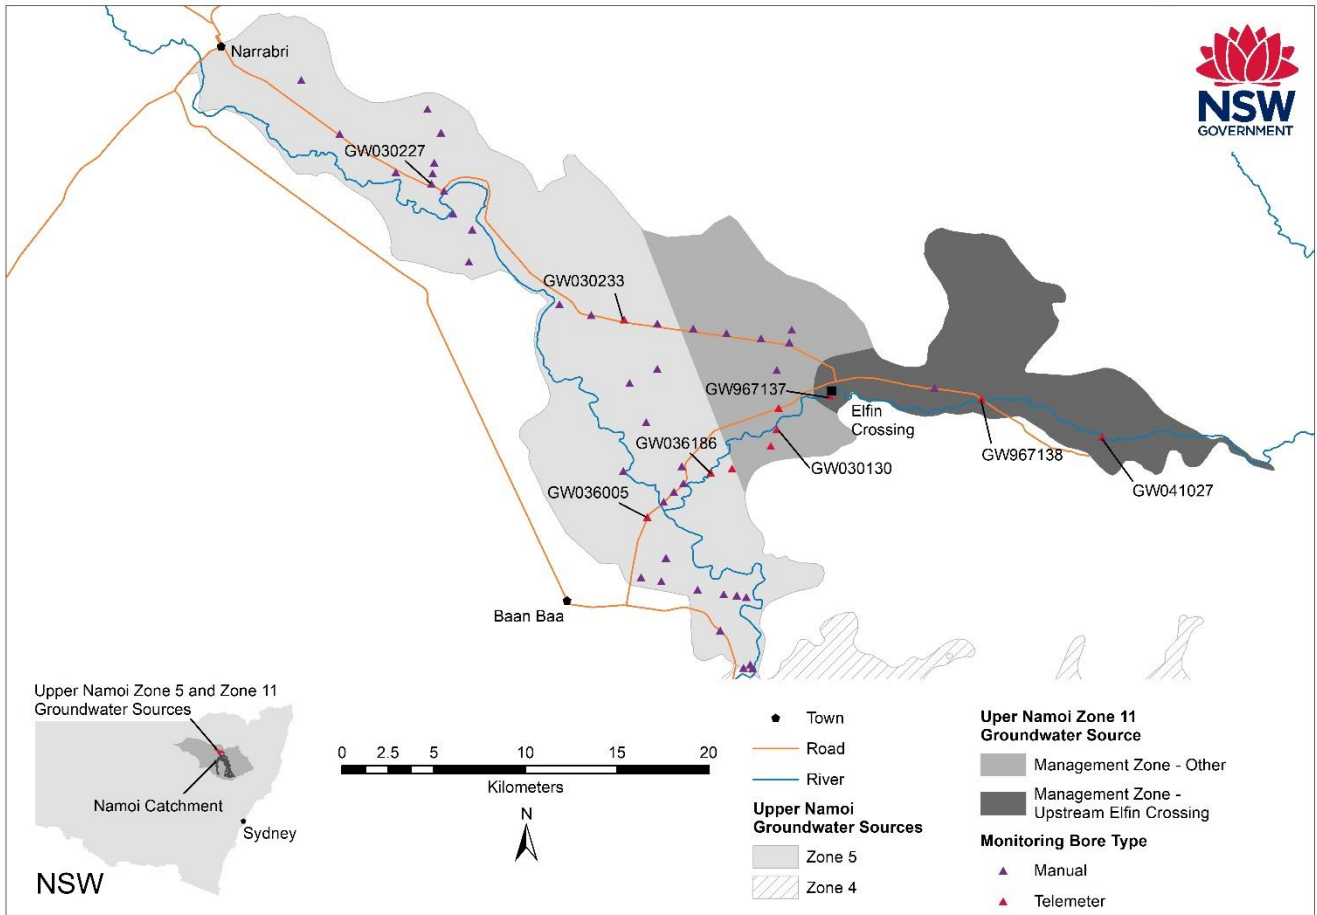 Narrabri
NSW
GOVERNMENT
GW030227
GW030233
GW967137
Elfin
Crossing
GW036186
GW030130
GW967138
GW041027
GW036005
Baan Baa
Upper Namoi Zone 5 and Zone 11
Groundwater Sources
Namoi Catchment
Sydney
NSW
0 2.5 5 10 15 20
Kilometers
N
Town
Road
River
Upper Namoi
Groundwater Sources
Zone 5
Zone 4
Uper Namoi Zone 11
Groundwater Source
Management Zone - Other
Management Zone -
Upstream Elfin Crossing
Monitoring Bore Type
Manual
Telemeter